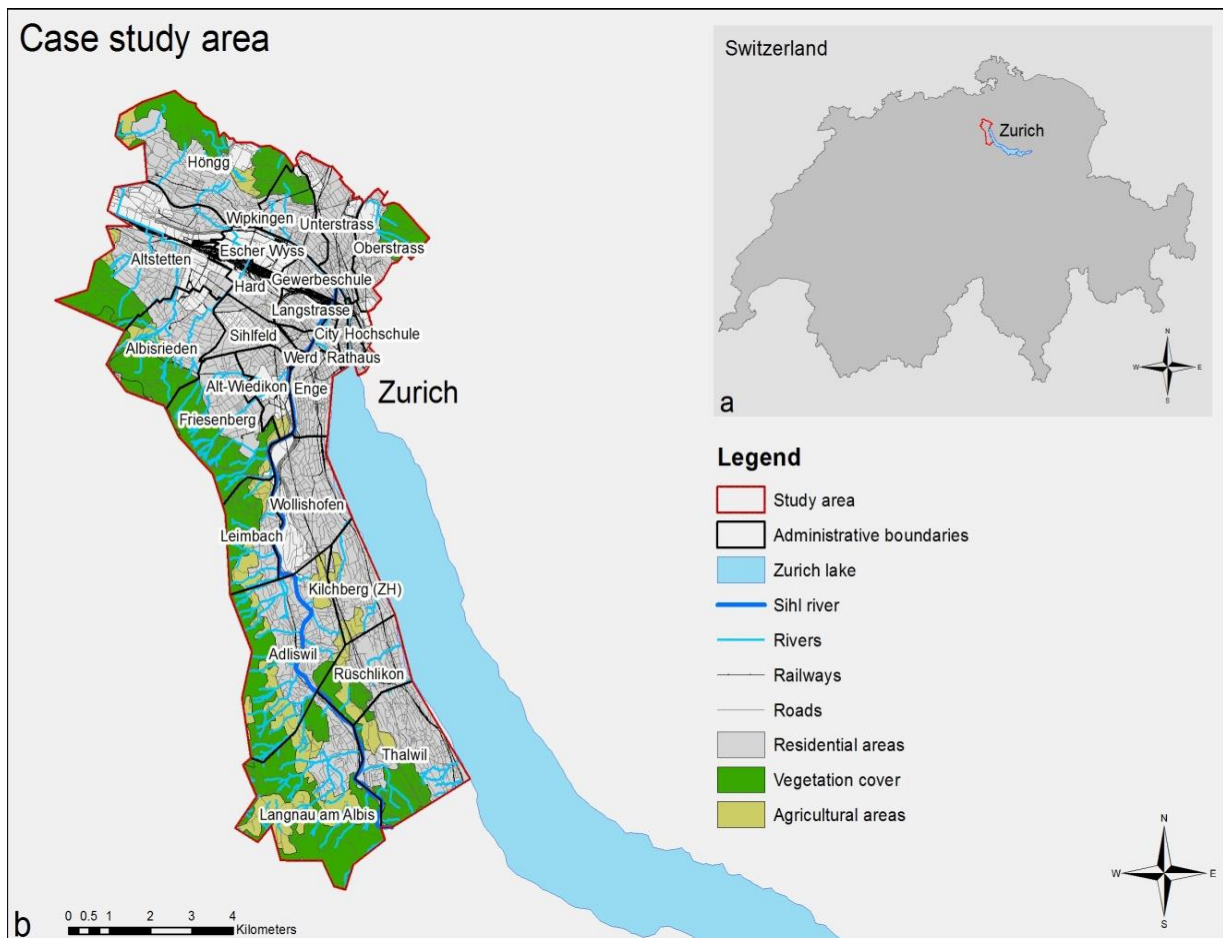 Case study area
Switzerland
Zurich
N
W E
S
a
Höngg
Wipkingen
Unterstrass
Escher Wyss
Oberstrass
Altstetten
Gewerbeschule
Hard
Langstrasse
Sihlfeld
City Hochschule
Albisrieden
Werd Rathaus
Alt-Wiedikon
Enge
Zurich
Friesenberg
Wollishofen
Leimbach
Kilchberg (ZH)
Adliswil
Rüschlikon
Thalwil
Langnau am Albis
Legend
Study area
Administrative boundaries
Zurich lake
Sihl river
Rivers
Railways
Roads
Residential areas
Vegetation cover
Agricultural areas
N
W E
S
b
0 0.5 1 2 3 4
Kilometers